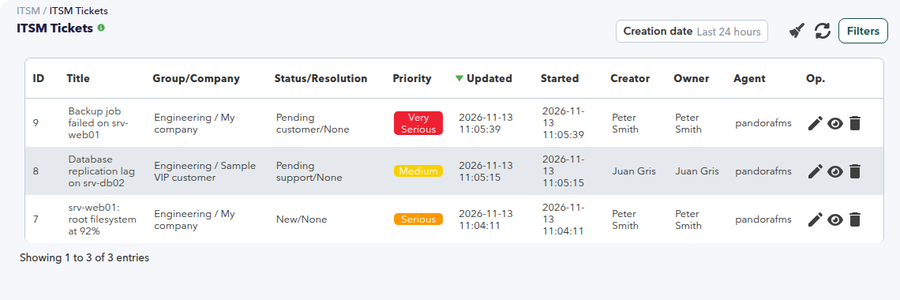 ITSM / ITSM Tickets
ITSM Tickets
Creation date Last 24 hours
Filters
ID Title Group/Company Status/Resolution Priority Updated Started Creator Owner Agent Op.
9
Backup job
failed on srv-
web01
Engineering / My
company
Pending
customer/None
Very
Serious
2026-11-13
11:05:39
2026-11-
13
11:05:39
Peter
Smith
Peter
Smith
pandorafms
8
Database
replication lag
on srv-db02
Engineering / Sample
VIP customer
Pending
support/None
Medium
2026-11-13
11:05:15
2026-11-
13
11:05:15
Juan Gris
Juan Gris
pandorafms
7
srv-web01:
root filesystem
at 92%
Engineering / My
company
New/None
Serious
2026-11-13
11:04:11
2026-11-
13
11:04:11
Peter
Smith
Peter
Smith
pandorafms
Showing 1 to 3 of 3 entries